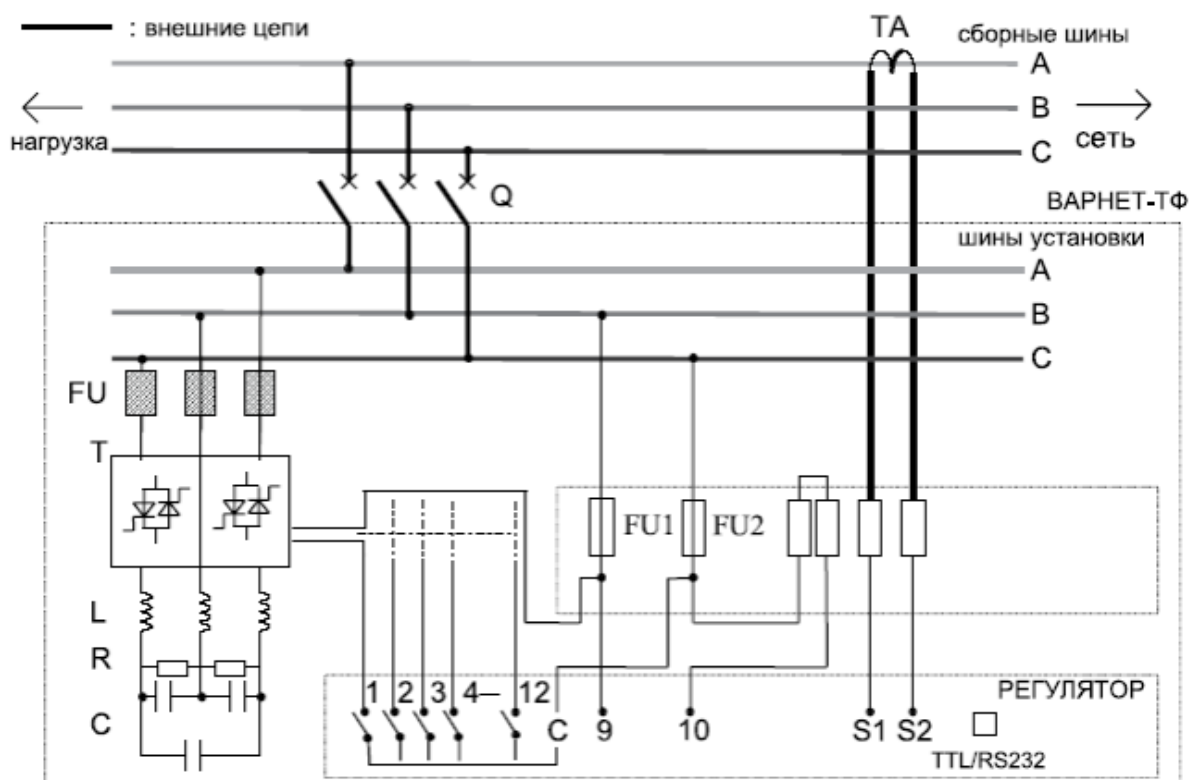 : внешние цепи
TA
сборные шины
A
B
нагрузка
сеть
C
Q
ВАРНЕТ-ТФ
шины установки
A
B
C
FU
T
FU1
FU2
L
R
1 2 3 4– 12
РЕГУЛЯТОР
C
C 9 10 S1 S2
TTL/RS232